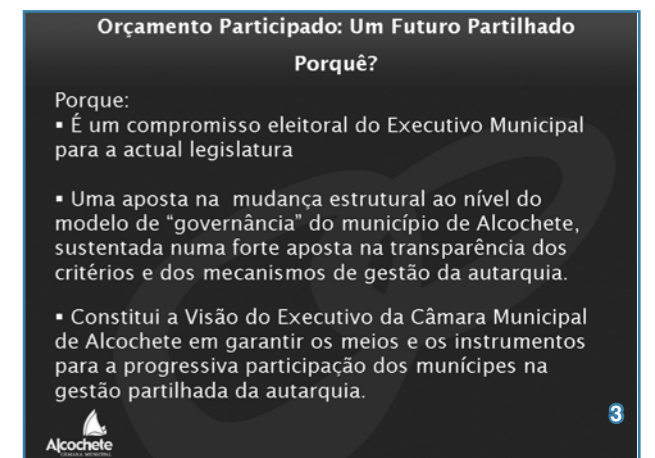 Orçamento Participado: Um Futuro Partilhado
Porquê?
Porque:
▪ É um compromisso eleitoral do Executivo Municipal
para a actual legislatura
▪ Uma aposta na mudança estrutural ao nível do
modelo de “governância” do município de Alcochete,
sustentada numa forte aposta na transparência dos
critérios e dos mecanismos de gestão da autarquia.
▪ Constitui a Visão do Executivo da Câmara Municipal
de Alcochete em garantir os meios e os instrumentos
para a progressiva participação dos munícipes na
gestão partilhada da autarquia.
3
Alcochete
CÂMARA MUNICIPAL